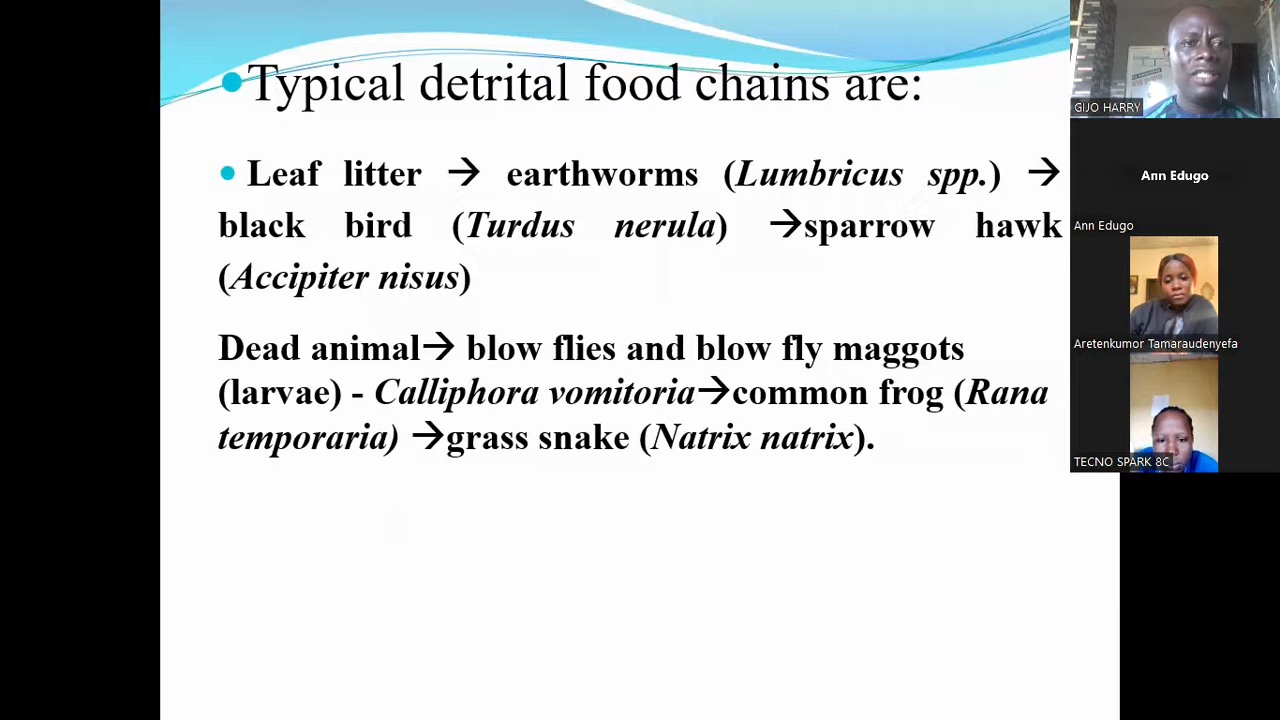 •Typical detrital food chains are:
• Leaf litter → earthworms (Lumbricus spp.) →
black bird (Turdus nerula) →sparrow hawk
(Accipiter nisus)
Dead animal→ blow flies and blow fly maggots
(larvae) - Calliphora vomitoria→common frog (Rana
temporaria) →grass snake (Natrix natrix).
GIJO HARRY
Ann Edugo
Ann Edugo
Aretenkumor Tamaraudenyefa
TECNO SPARK 8C